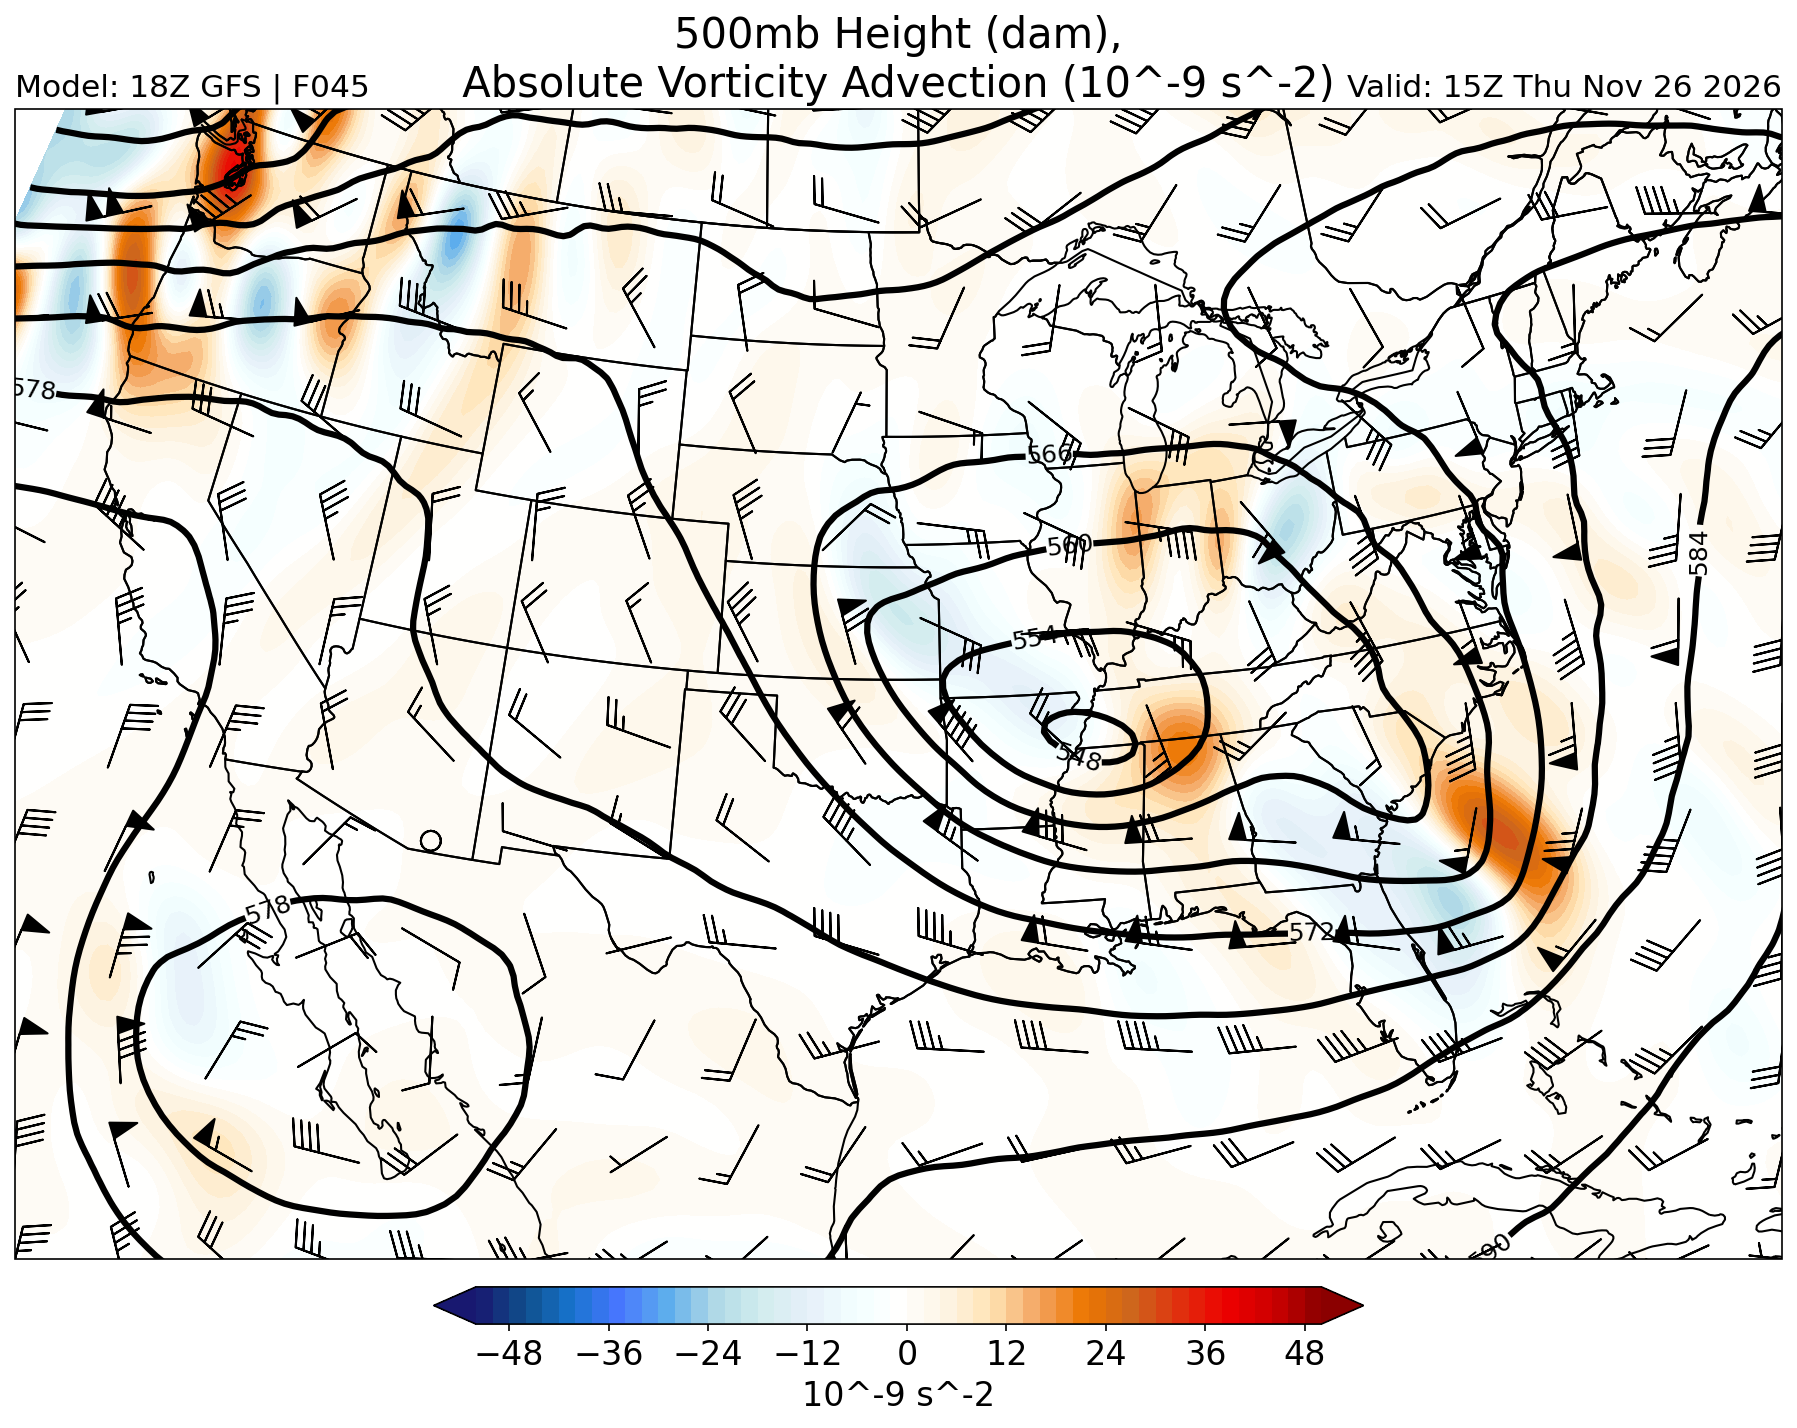 500mb Height (dam),
Model: 18Z GFS | F045
Absolute Vorticity Advection (10^-9 s^-2)
Valid: 15Z Thu Nov 26 2026
578
566
560
584
554
548
578
572
−48 −36 −24 −12 0 12 24 36 48
10^-9 s^-2